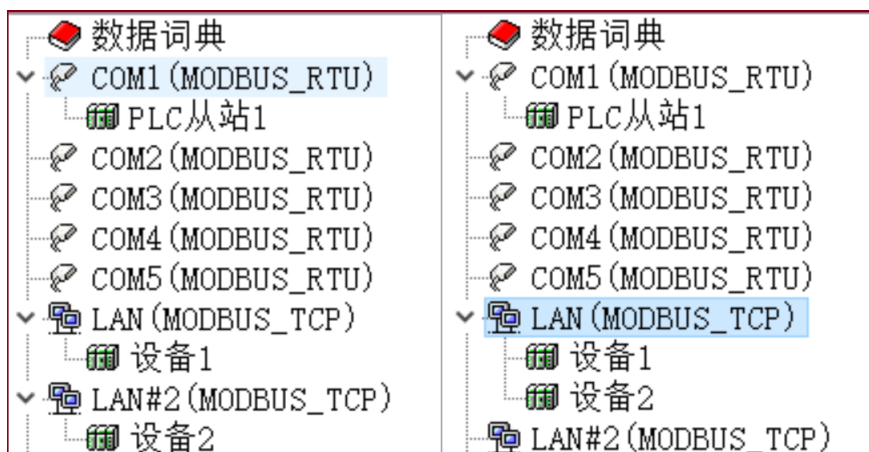 数据词典
COM1(MODBUS_RTU)
PLC从站1
COM2(MODBUS_RTU)
COM3(MODBUS_RTU)
COM4(MODBUS_RTU)
COM5(MODBUS_RTU)
LAN(MODBUS_TCP)
设备1
LAN#2(MODBUS_TCP)
设备2
数据词典
COM1(MODBUS_RTU)
PLC从站1
COM2(MODBUS_RTU)
COM3(MODBUS_RTU)
COM4(MODBUS_RTU)
COM5(MODBUS_RTU)
LAN(MODBUS_TCP)
设备1
设备2
LAN#2(MODBUS_TCP)